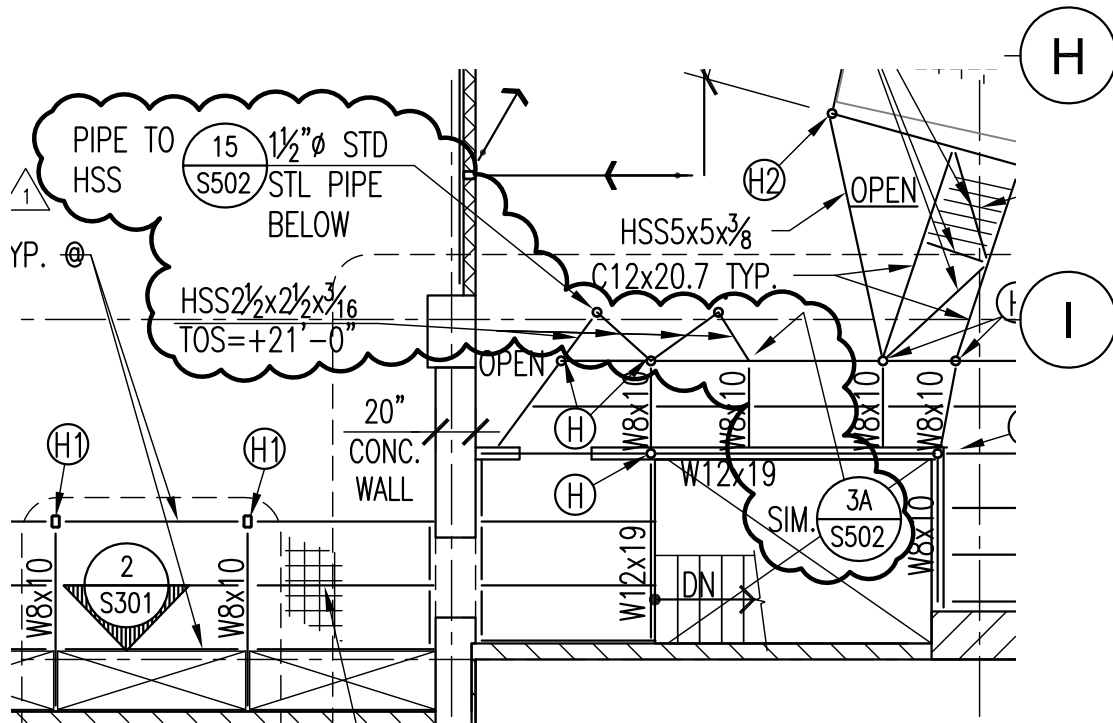 H
PIPE TO
HSS
15
S502
1½"ø STD
STL PIPE
BELOW
1
YP. @
H2
OPEN
HSS5x5x⅜
C12x20.7 TYP.
HSS2½x2½x3⁄16
TOS=+21'-0"
I
OPEN
W8x10
W8x10
W8x10
W8x10
20"
CONC.
WALL
H
H
H1
H1
W12x19
3A
S502
SIM.
W8x10
W12x19
DN
2
S301
W8x10
W8x10